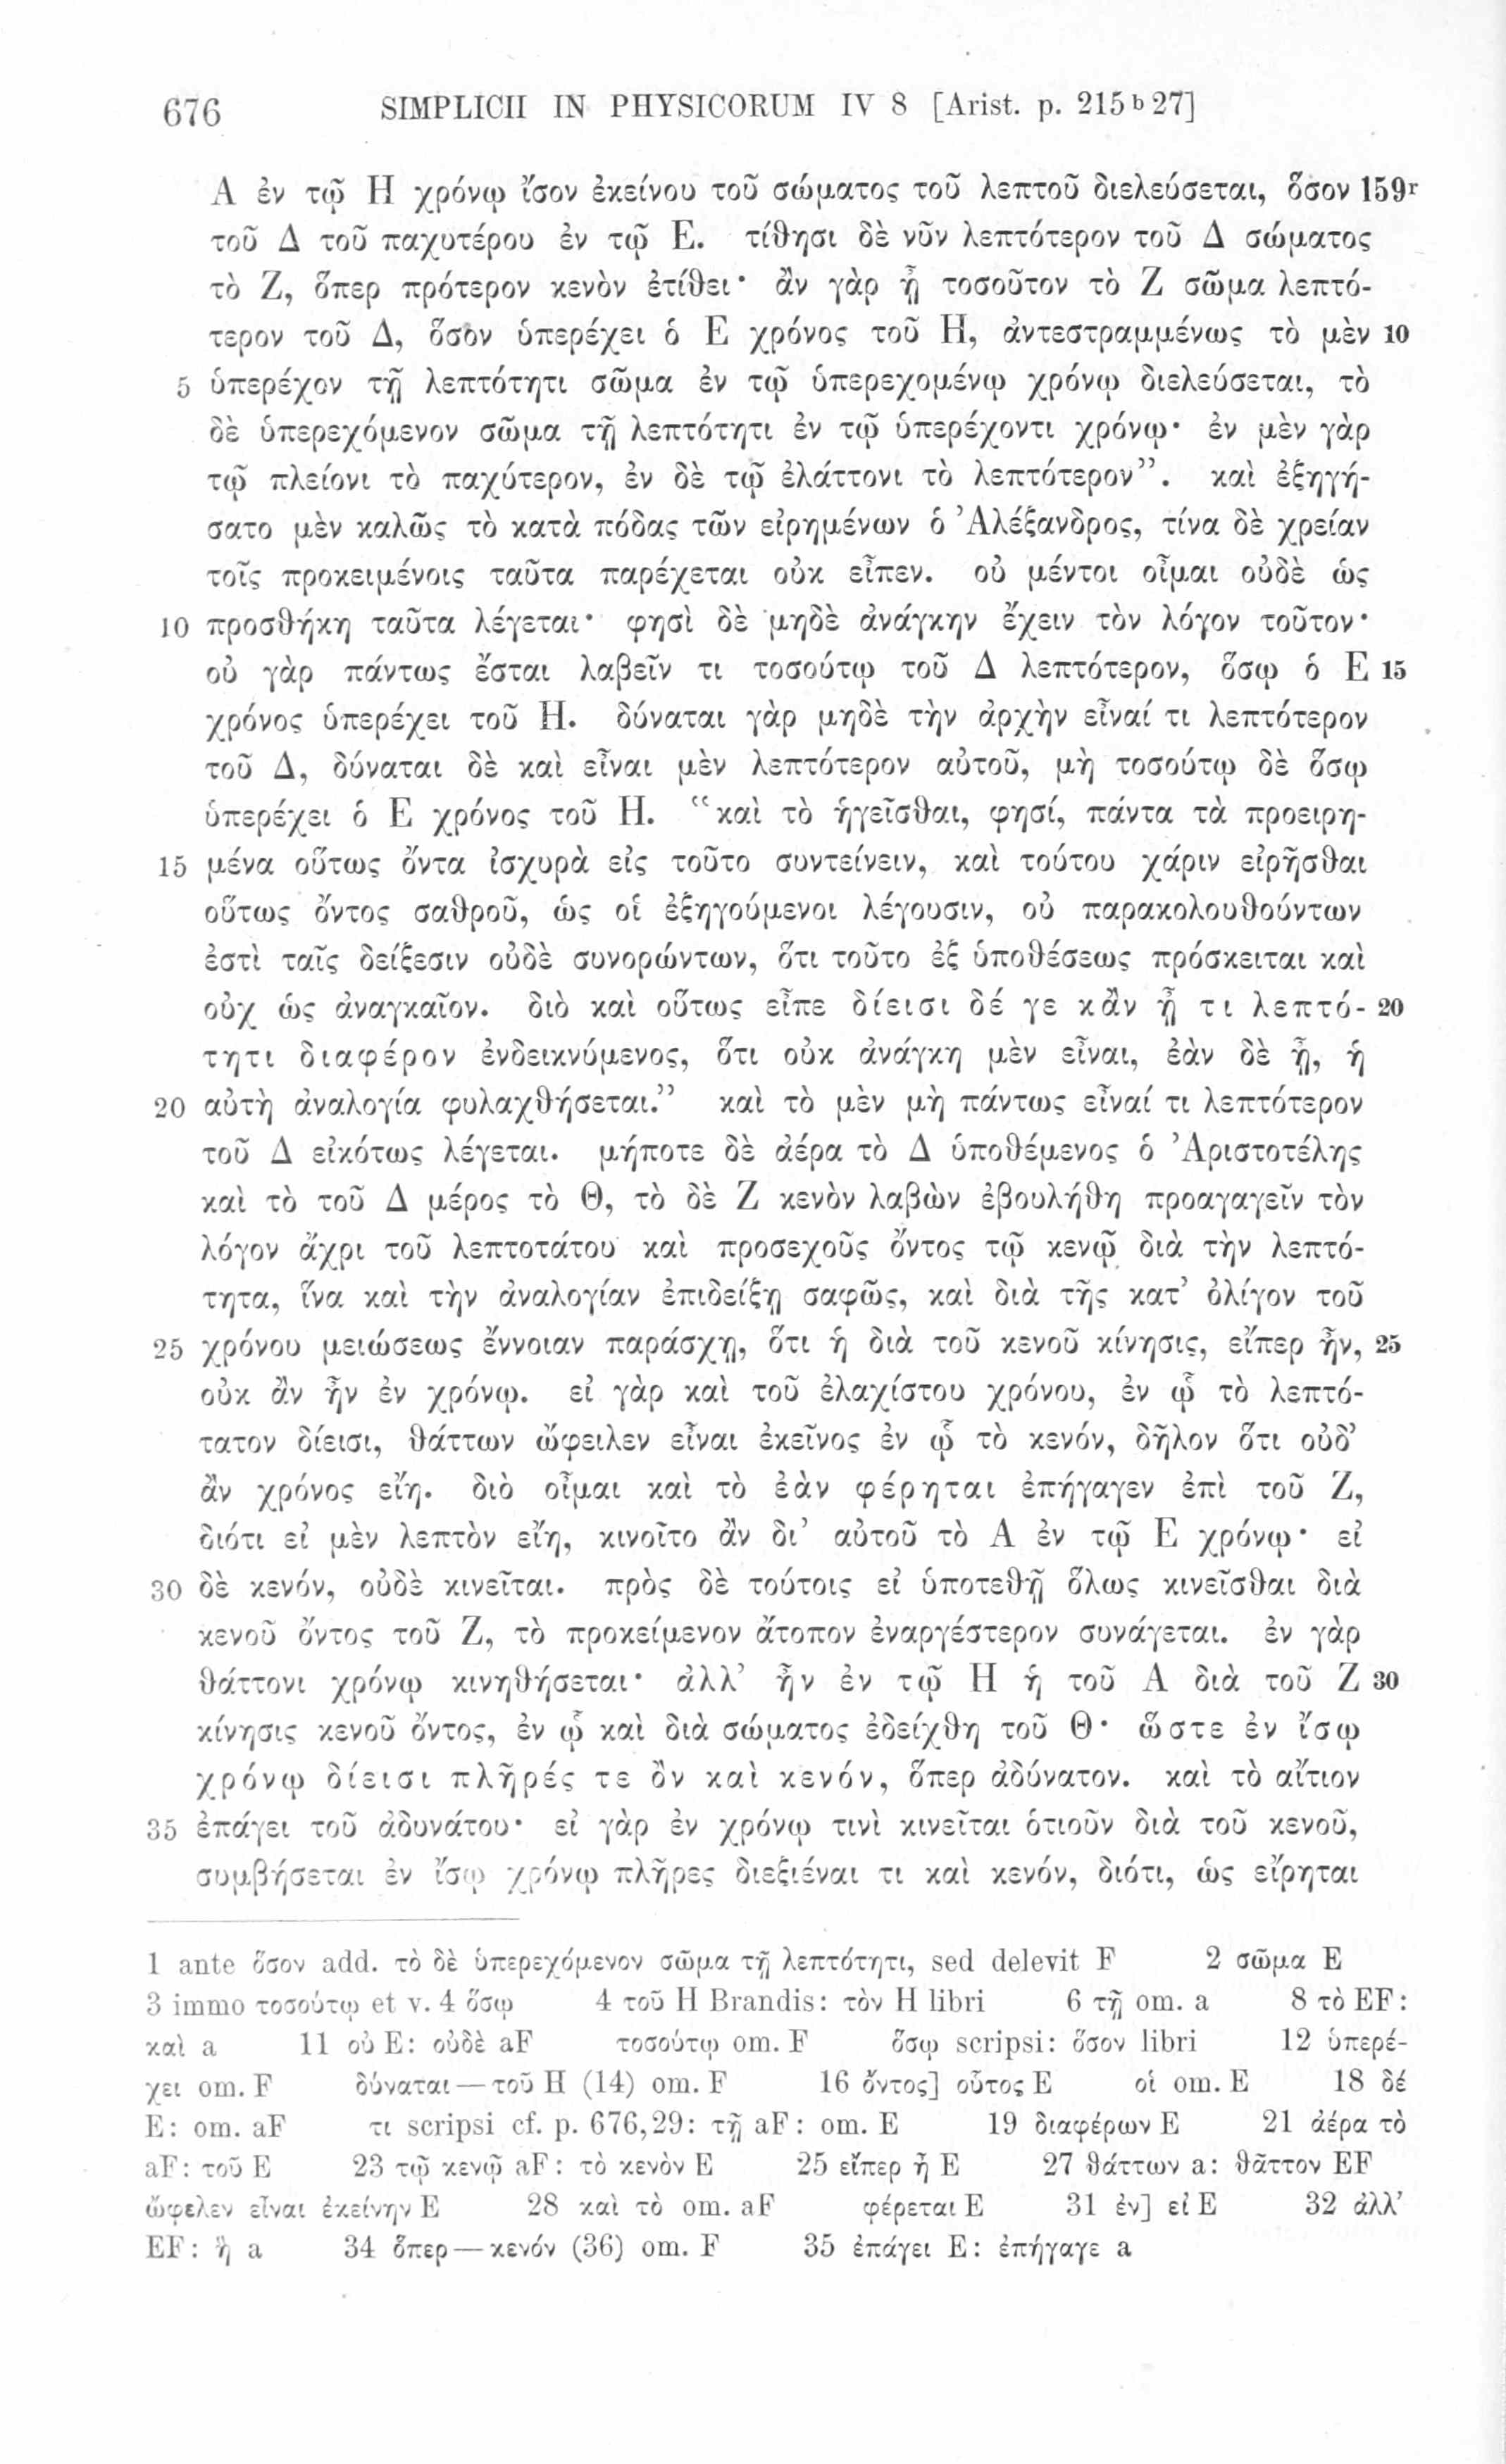 676 SIMPLICII IN PHYSICORUM IV 8 [Arist. p. 215 b 27]
Α ἐν τῷ Η χρόνῳ ἴσον ἐκείνου τοῦ σώματος τοῦ λεπτοῦ διελεύσεται, ὅσον 159r
τοῦ Δ τοῦ παχυτέρου ἐν τῷ Ε. τίθησι δὲ νῦν λεπτότερον τοῦ Δ σώματος
τὸ Ζ, ὅπερ πρότερον κενὸν ἐτίθει· ἂν γὰρ ᾖ τοσοῦτον τὸ Ζ σῶμα λεπτό-
τερον τοῦ Δ, ὅσον ὑπερέχει ὁ Ε χρόνος τοῦ Η, ἀντεστραμμένως τὸ μὲν 10
5 ὑπερέχον τῇ λεπτότητι σῶμα ἐν τῷ ὑπερεχομένῳ χρόνῳ διελεύσεται, τὸ
δὲ ὑπερεχόμενον σῶμα τῇ λεπτότητι ἐν τῷ ὑπερέχοντι χρόνῳ· ἐν μὲν γὰρ
τῷ πλείονι τὸ παχύτερον, ἐν δὲ τῷ ἐλάττονι τὸ λεπτότερον”. καὶ ἐξηγή-
σατο μὲν καλῶς τὸ κατὰ πόδας τῶν εἰρημένων ὁ Ἀλέξανδρος, τίνα δὲ χρείαν
τοῖς προκειμένοις ταῦτα παρέχεται οὐκ εἶπεν. οὐ μέντοι οἶμαι οὐδὲ ὡς
10 προσθήκη ταῦτα λέγεται· φησὶ δὲ μηδὲ ἀνάγκην ἔχειν τὸν λόγον τοῦτον·
οὐ γὰρ πάντως ἔσται λαβεῖν τι τοσούτῳ τοῦ Δ λεπτότερον, ὅσῳ ὁ Ε 15
χρόνος ὑπερέχει τοῦ Η. δύναται γὰρ μηδὲ τὴν ἀρχὴν εἶναί τι λεπτότερον
τοῦ Δ, δύναται δὲ καὶ εἶναι μὲν λεπτότερον αὐτοῦ, μὴ τοσούτῳ δὲ ὅσῳ
ὑπερέχει ὁ Ε χρόνος τοῦ Η. “καὶ τὸ ἡγεῖσθαι, φησί, πάντα τὰ προειρη-
15 μένα οὕτως ὄντα ἰσχυρὰ εἰς τοῦτο συντείνειν, καὶ τούτου χάριν εἰρῆσθαι
οὕτως ὄντος σαθροῦ, ὡς οἱ ἐξηγούμενοι λέγουσιν, οὐ παρακολουθούντων
ἐστὶ ταῖς δείξεσιν οὐδὲ συνορώντων, ὅτι τοῦτο ἐξ ὑποθέσεως πρόσκειται καὶ
οὐχ ὡς ἀναγκαῖον. διὸ καὶ οὕτως εἶπε δίεισι δέ γε κἂν ᾖ τι λεπτό- 20
τητι διαφέρον ἐνδεικνύμενος, ὅτι οὐκ ἀνάγκη μὲν εἶναι, ἐὰν δὲ ᾖ, ἡ
20 αὐτὴ ἀναλογία φυλαχθήσεται.” καὶ τὸ μὲν μὴ πάντως εἶναί τι λεπτότερον
τοῦ Δ εἰκότως λέγεται. μήποτε δὲ ἀέρα τὸ Δ ὑποθέμενος ὁ Ἀριστοτέλης
καὶ τὸ τοῦ Δ μέρος τὸ Θ, τὸ δὲ Ζ κενὸν λαβὼν ἐβουλήθη προαγαγεῖν τὸν
λόγον ἄχρι τοῦ λεπτοτάτου καὶ προσεχοῦς ὄντος τῷ κενῷ διὰ τὴν λεπτό-
τητα, ἵνα καὶ τὴν ἀναλογίαν ἐπιδείξῃ σαφῶς, καὶ διὰ τῆς κατ’ ὀλίγον τοῦ
25 χρόνου μειώσεως ἔννοιαν παράσχῃ, ὅτι ἡ διὰ τοῦ κενοῦ κίνησις, εἴπερ ἦν, 25
οὐκ ἂν ἦν ἐν χρόνῳ. εἰ γὰρ καὶ τοῦ ἐλαχίστου χρόνου, ἐν ᾧ τὸ λεπτό-
τατον δίεισι, θάττων ὤφειλεν εἶναι ἐκεῖνος ἐν ᾧ τὸ κενόν, δῆλον ὅτι οὐδ’
ἂν χρόνος εἴη. διὸ οἶμαι καὶ τὸ ἐὰν φέρηται ἐπήγαγεν ἐπὶ τοῦ Ζ,
διότι εἰ μὲν λεπτὸν εἴη, κινοῖτο ἂν δι’ αὐτοῦ τὸ Α ἐν τῷ Ε χρόνῳ· εἰ
30 δὲ κενόν, οὐδὲ κινεῖται. πρὸς δὲ τούτοις εἰ ὑποτεθῇ ὅλως κινεῖσθαι διὰ
κενοῦ ὄντος τοῦ Ζ, τὸ προκείμενον ἄτοπον ἐναργέστερον συνάγεται. ἐν γὰρ
θάττονι χρόνῳ κινηθήσεται· ἀλλ’ ἦν ἐν τῷ Η ἡ τοῦ Α διὰ τοῦ Ζ 30
κίνησις κενοῦ ὄντος, ἐν ᾧ καὶ διὰ σώματος ἐδείχθη τοῦ Θ· ὥστε ἐν ἴσῳ
χρόνῳ δίεισι πλῆρές τε ὂν καὶ κενόν, ὅπερ ἀδύνατον. καὶ τὸ αἴτιον
35 ἐπάγει τοῦ ἀδυνάτου· εἰ γὰρ ἐν χρόνῳ τινὶ κινεῖται ὁτιοῦν διὰ τοῦ κενοῦ,
συμβήσεται ἐν ἴσῳ χρόνῳ πλῆρες διεξιέναι τι καὶ κενόν, διότι, ὡς εἴρηται
1 ante ὅσον add. τὸ δὲ ὑπερεχόμενον σῶμα τῇ λεπτότητι, sed delevit F 2 σῶμα E
3 immo τοσούτῳ et v. 4 ὅσῳ 4 τοῦ Η Brandis: τὸν Η libri 6 τῇ om. a 8 τὸ EF:
καὶ a 11 οὐ E: οὐδὲ aF τοσούτῳ om. F ὅσῳ scripsi: ὅσον libri 12 ὑπερέ-
χει om. F δύναται — τοῦ Η (14) om. F 16 ὄντος] οὗτος E οἱ om. E 18 δέ
E: om. aF τι scripsi cf. p. 676,29: τῇ aF: om. E 19 διαφέρων E 21 ἀέρα τὸ
aF: τοῦ E 23 τῷ κενῷ aF: τὸ κενὸν E 25 εἴπερ ἡ E 27 θάττων a: θᾶττον EF
ὤφελεν εἶναι ἐκείνην E 28 καὶ τὸ om. aF φέρεται E 31 ἐν] εἰ E 32 ἀλλ’
EF: ἢ a 34 ὅπερ — κενόν (36) om. F 35 ἐπάγει E: ἐπήγαγε a